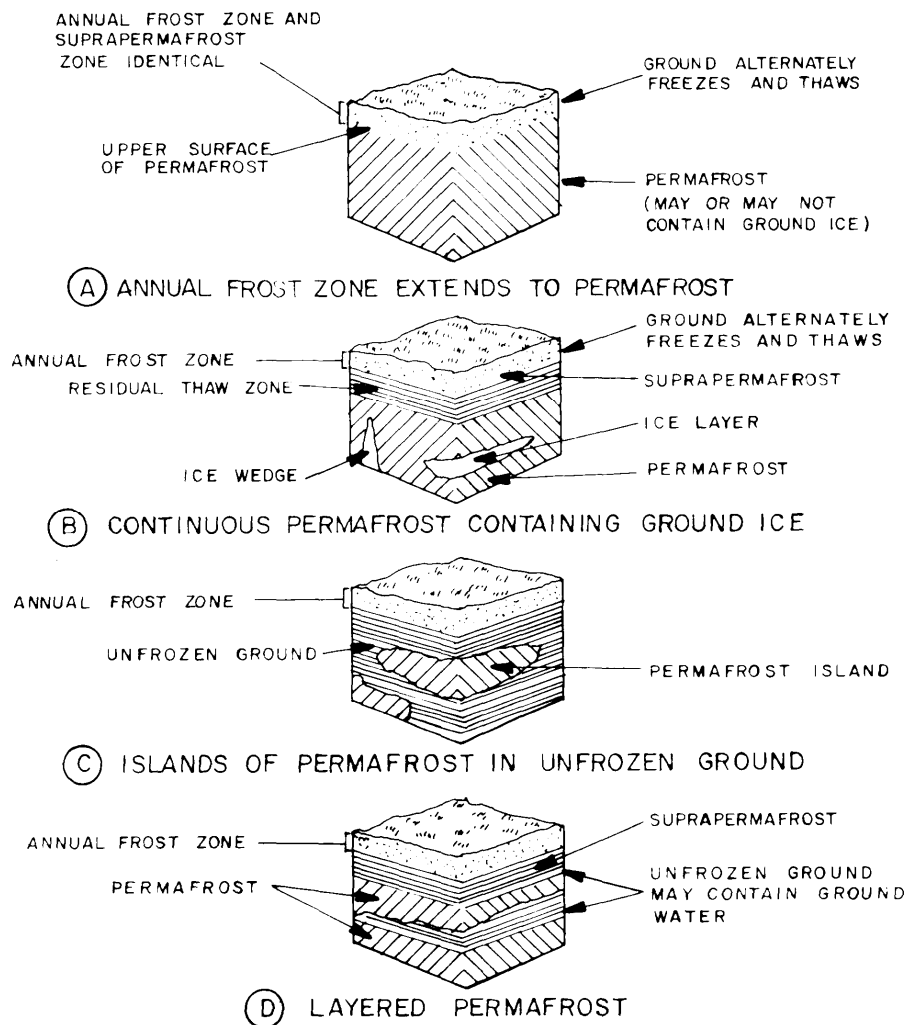 ANNUAL FROST ZONE AND
SUPRAPERMAFROST
ZONE IDENTICAL
GROUND ALTERNATELY
FREEZES AND THAWS
UPPER SURFACE
OF PERMAFROST
PERMAFROST
(MAY OR MAY NOT
CONTAIN GROUND ICE)
A ANNUAL FROST ZONE EXTENDS TO PERMAFROST
GROUND ALTERNATELY
FREEZES AND THAWS
ANNUAL FROST ZONE
RESIDUAL THAW ZONE
SUPRAPERMAFROST
ICE LAYER
ICE WEDGE
PERMAFROST
B CONTINUOUS PERMAFROST CONTAINING GROUND ICE
ANNUAL FROST ZONE
UNFROZEN GROUND
PERMAFROST ISLAND
C ISLANDS OF PERMAFROST IN UNFROZEN GROUND
SUPRAPERMAFROST
ANNUAL FROST ZONE
UNFROZEN GROUND
MAY CONTAIN GROUND
WATER
PERMAFROST
D LAYERED PERMAFROST